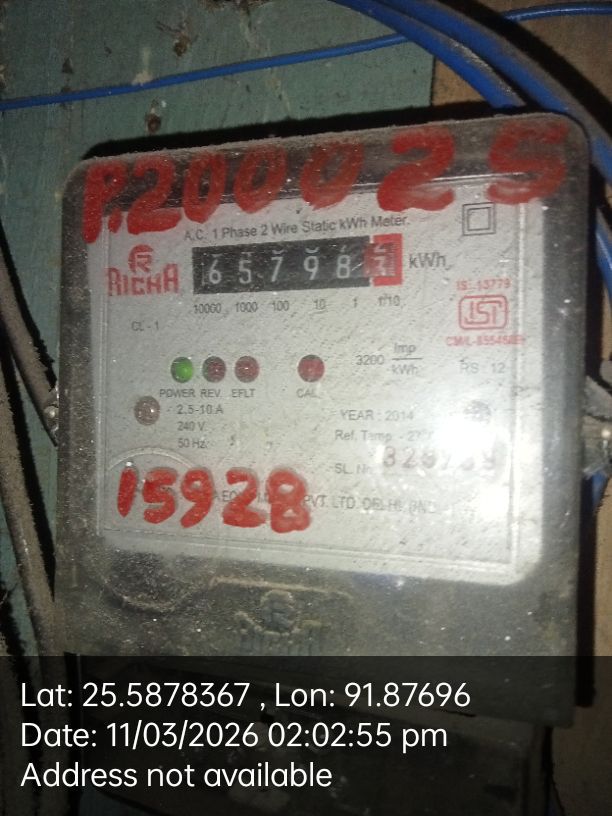 P.200025
A.C. 1 Phase 2 Wire Static kWh Meter.
RICHA
65798 kWh
10000 1000 100 10 1 1/10
IS: 13779
ISI
CL - 1
CM/L-
3200 Imp/kWh
RS : 12
POWER REV. EFLT CAL
2.5-10 A
240 V.
50 Hz.
YEAR : 2014
Ref. Temp. - 27
SL. No.
15928
PVT. LTD. DELHI
Lat: 25.5878367 , Lon: 91.87696
Date: 11/03/2026 02:02:55 pm
Address not available